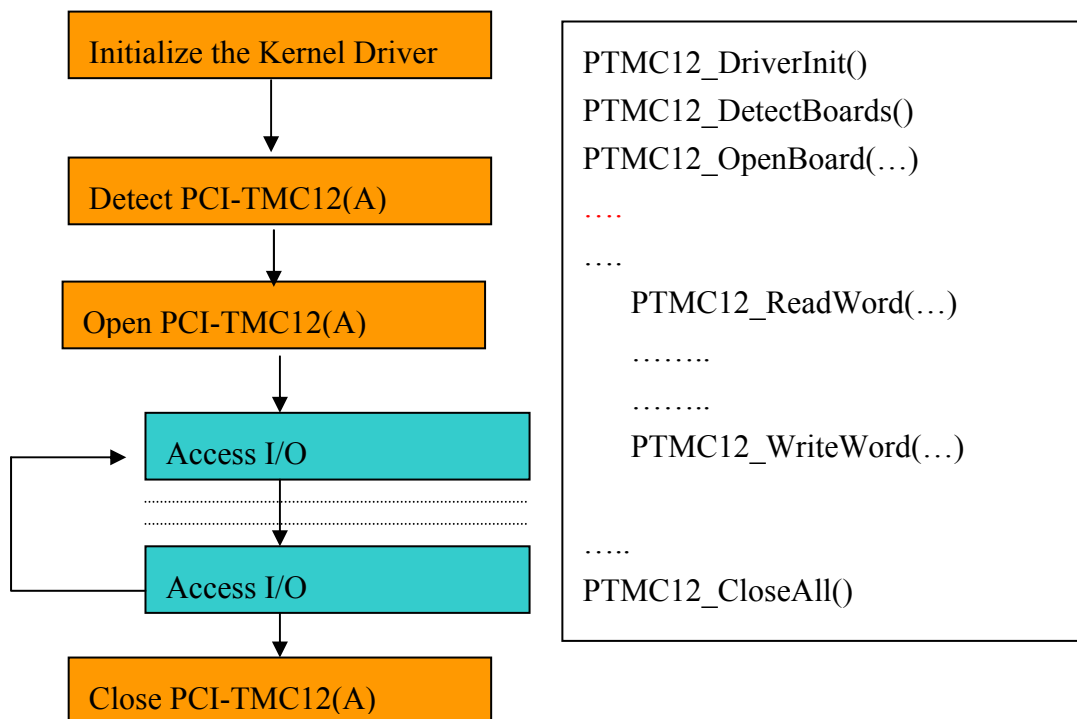 Initialize the Kernel Driver
Detect PCI-TMC12(A)
Open PCI-TMC12(A)
Access I/O
Access I/O
Close PCI-TMC12(A)
PTMC12_DriverInit()
PTMC12_DetectBoards()
PTMC12_OpenBoard(…)
….
….
PTMC12_ReadWord(…)
……..
……..
PTMC12_WriteWord(…)
…..
PTMC12_CloseAll()